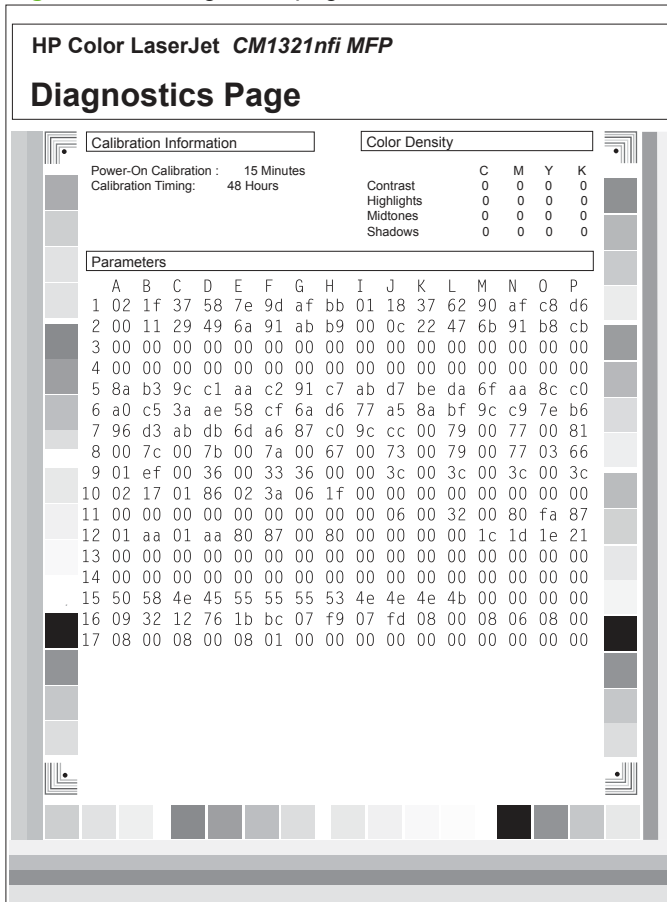 HP Color LaserJet CM1321nfi MFP
Diagnostics Page
Calibration Information
Power-On Calibration : 15 Minutes
Calibration Timing: 48 Hours
Color Density
C M Y K
Contrast 0 0 0 0
Highlights 0 0 0 0
Midtones 0 0 0 0
Shadows 0 0 0 0
Parameters
A B C D E F G H I J K L M N O P
1 02 1f 37 58 7e 9d af bb 01 18 37 62 90 af c8 d6
2 00 11 29 49 6a 91 ab b9 00 0c 22 47 6b 91 b8 cb
3 00 00 00 00 00 00 00 00 00 00 00 00 00 00 00 00
4 00 00 00 00 00 00 00 00 00 00 00 00 00 00 00 00
5 8a b3 9c c1 aa c2 91 c7 ab d7 be da 6f aa 8c c0
6 a0 c5 3a ae 58 cf 6a d6 77 a5 8a bf 9c c9 7e b6
7 96 d3 ab db 6d a6 87 c0 9c cc 00 79 00 77 00 81
8 00 7c 00 7b 00 7a 00 67 00 73 00 79 00 77 03 66
9 01 ef 00 36 00 33 36 00 00 3c 00 3c 00 3c 00 3c
10 02 17 01 86 02 3a 06 1f 00 00 00 00 00 00 00 00
11 00 00 00 00 00 00 00 00 00 06 00 32 00 80 fa 87
12 01 aa 01 aa 80 87 00 80 00 00 00 00 1c 1d 1e 21
13 00 00 00 00 00 00 00 00 00 00 00 00 00 00 00 00
14 00 00 00 00 00 00 00 00 00 00 00 00 00 00 00 00
15 50 58 4e 45 55 55 55 53 4e 4e 4e 4b 00 00 00 00
16 09 32 12 76 1b bc 07 f9 07 fd 08 00 08 06 08 00
17 08 00 08 00 08 01 00 00 00 00 00 00 00 00 00 00